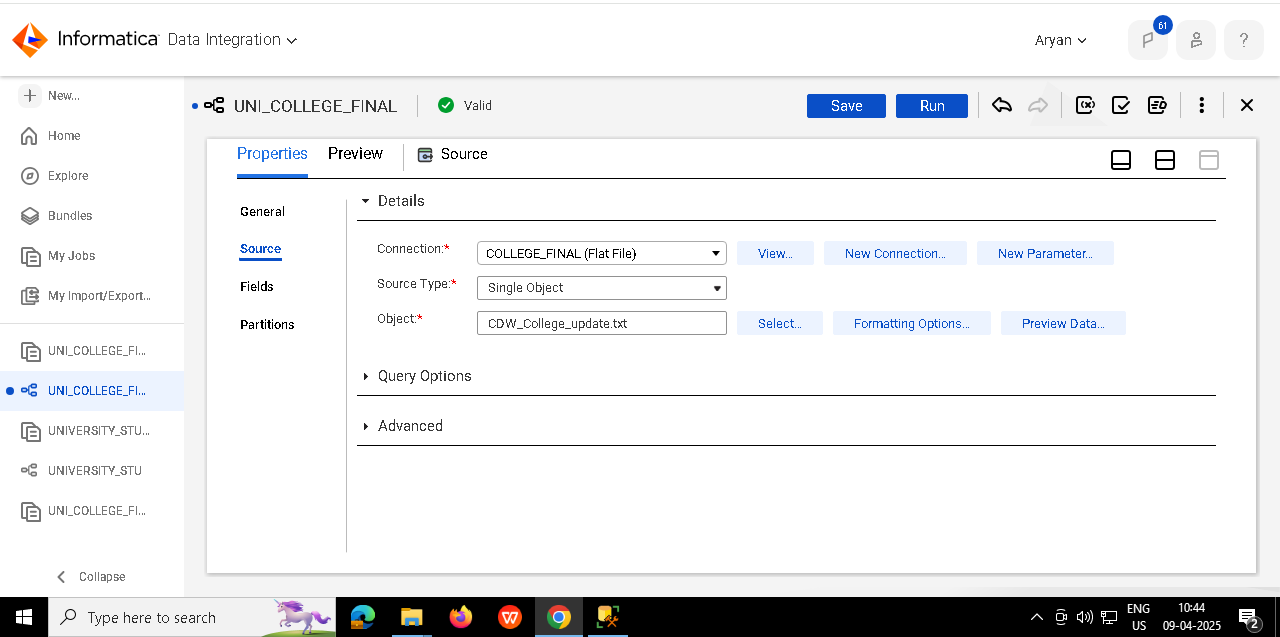 Informatica Data Integration
Aryan
61
?
New...
Home
Explore
Bundles
My Jobs
My Import/Export...
UNI_COLLEGE_FI...
UNI_COLLEGE_FI...
UNIVERSITY_STU...
UNIVERSITY_STU
UNI_COLLEGE_FI...
Collapse
UNI_COLLEGE_FINAL
Valid
Save
Run
Properties
Preview
Source
General
Source
Fields
Partitions
Details
Connection:* COLLEGE_FINAL (Flat File) View... New Connection... New Parameter...
Source Type:* Single Object
Object:* CDW_College_update.txt Select... Formatting Options... Preview Data...
Query Options
Advanced
Type here to search
W
ENG
US
10:44
09-04-2025
2